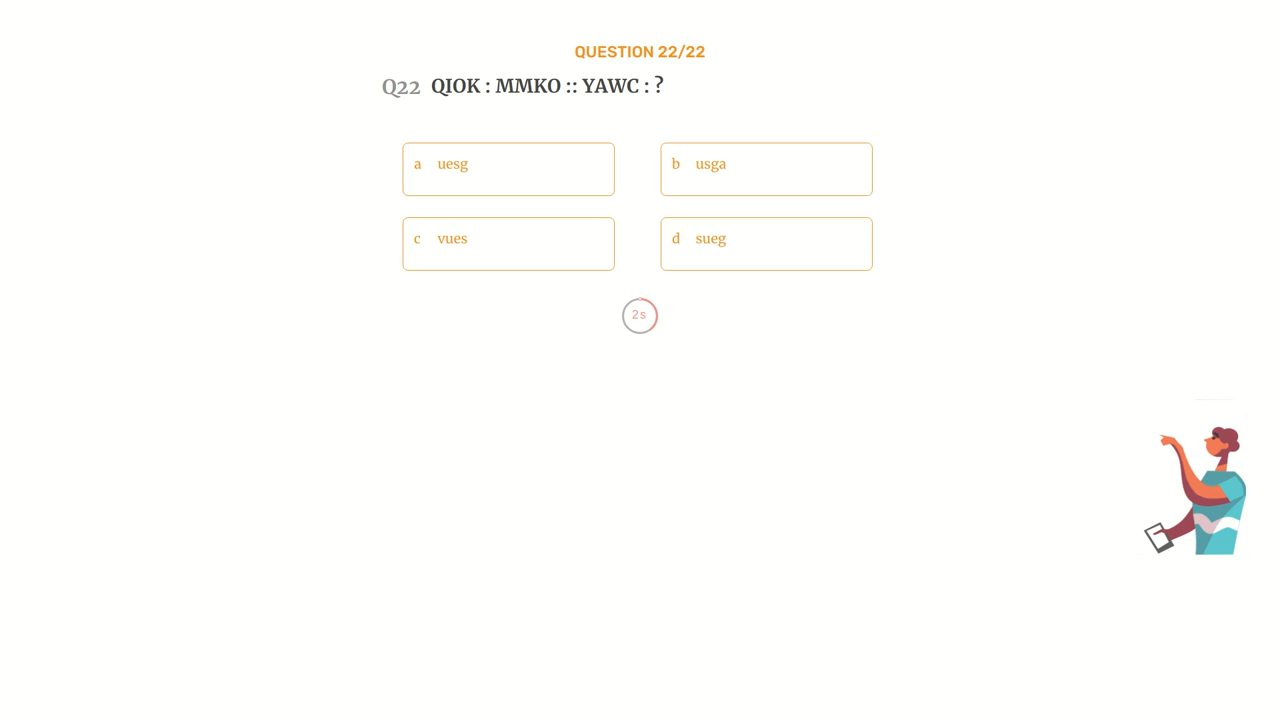 QUESTION 22/22
Q22 QIOK : MMKO :: YAWC : ?
a uesg
b usga
c vues
d sueg
2s